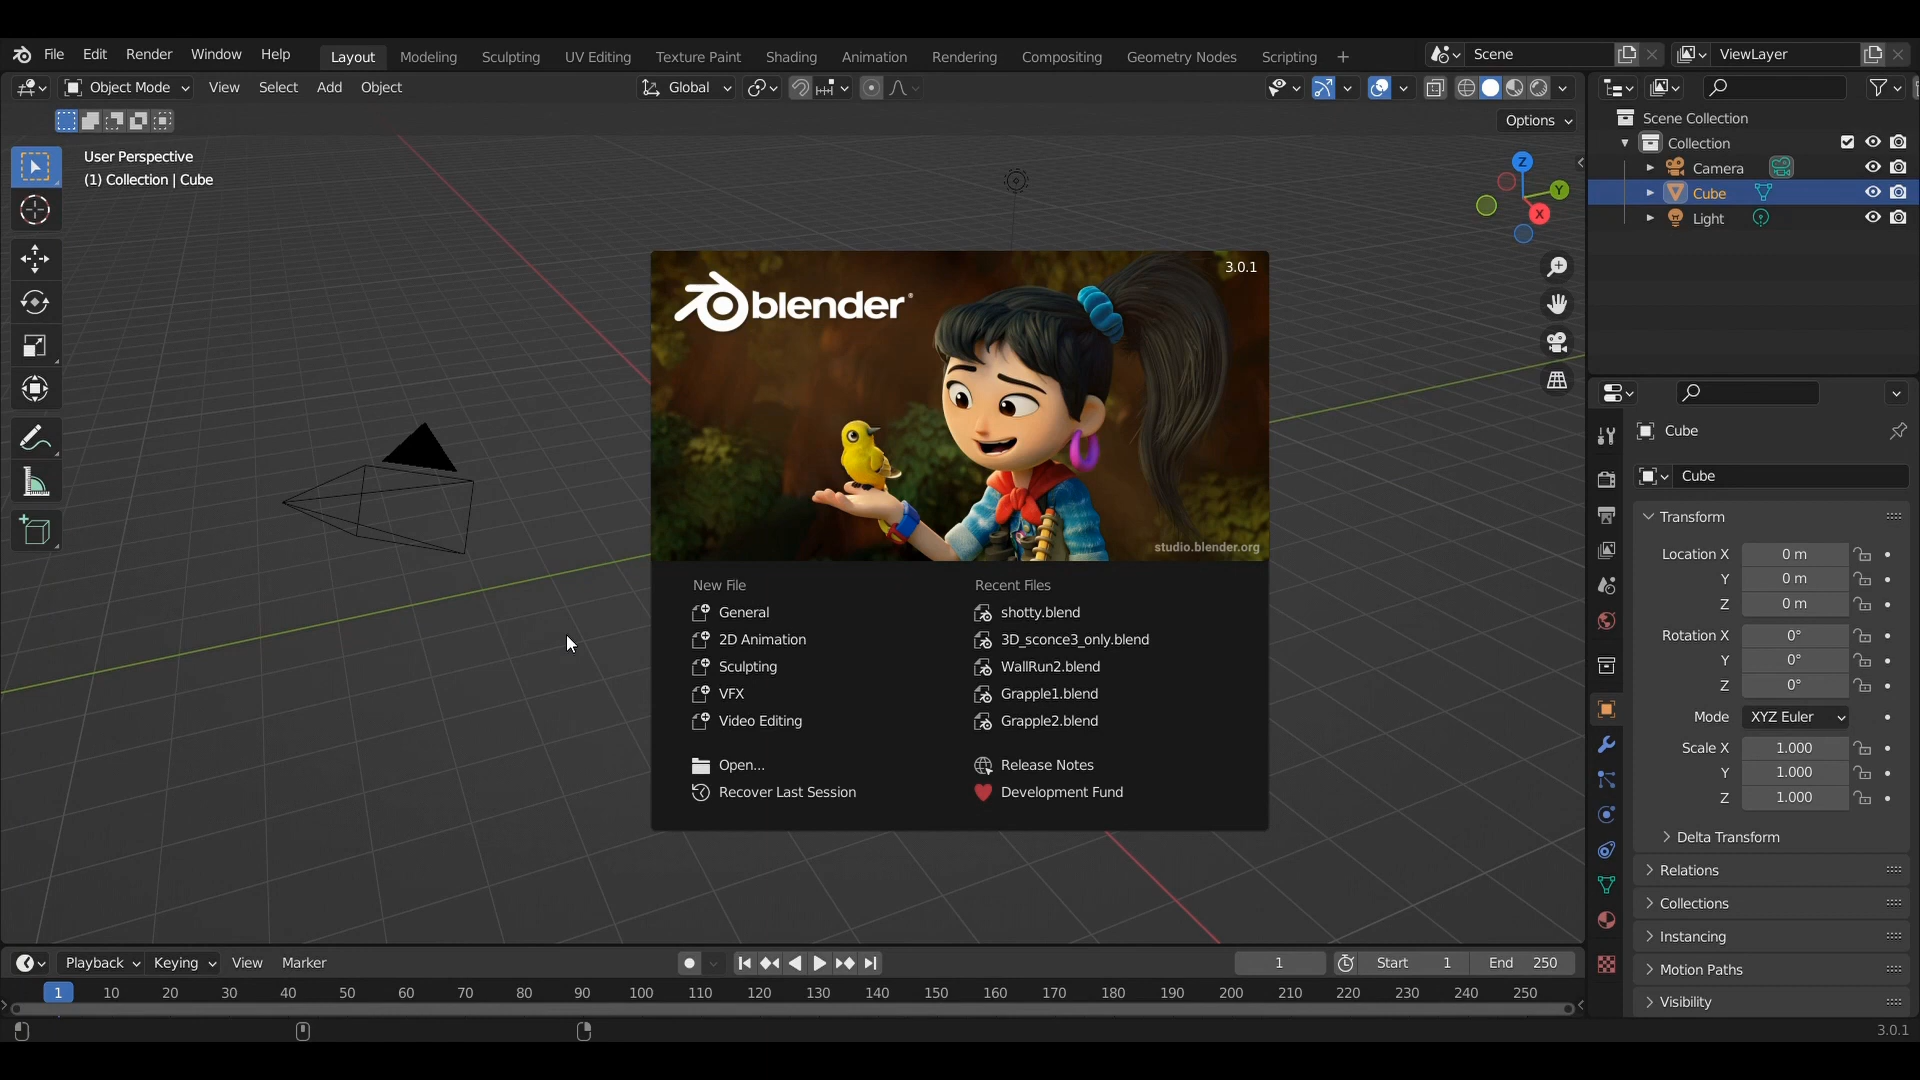 File Edit Render Window Help Layout Modeling Sculpting UV Editing Texture Paint Shading Animation Rendering Compositing Geometry Nodes Scripting + Scene ViewLayer
Object Mode View Select Add Object Global
Options
User Perspective
(1) Collection | Cube
Z
Y
X
Scene Collection
Collection
Camera
Cube
Light
3.0.1
blender
studio.blender.org
New File
General
2D Animation
Sculpting
VFX
Video Editing
Open...
Recover Last Session
Recent Files
shotty.blend
3D_sconce3_only.blend
WallRun2.blend
Grapple1.blend
Grapple2.blend
Release Notes
Development Fund
Cube
Cube
Transform
Location X 0 m
Y 0 m
Z 0 m
Rotation X 0°
Y 0°
Z 0°
Mode XYZ Euler
Scale X 1.000
Y 1.000
Z 1.000
Delta Transform
Relations
Collections
Instancing
Motion Paths
Visibility
Playback Keying View Marker 1 Start 1 End 250
1 10 20 30 40 50 60 70 80 90 100 110 120 130 140 150 160 170 180 190 200 210 220 230 240 250
3.0.1